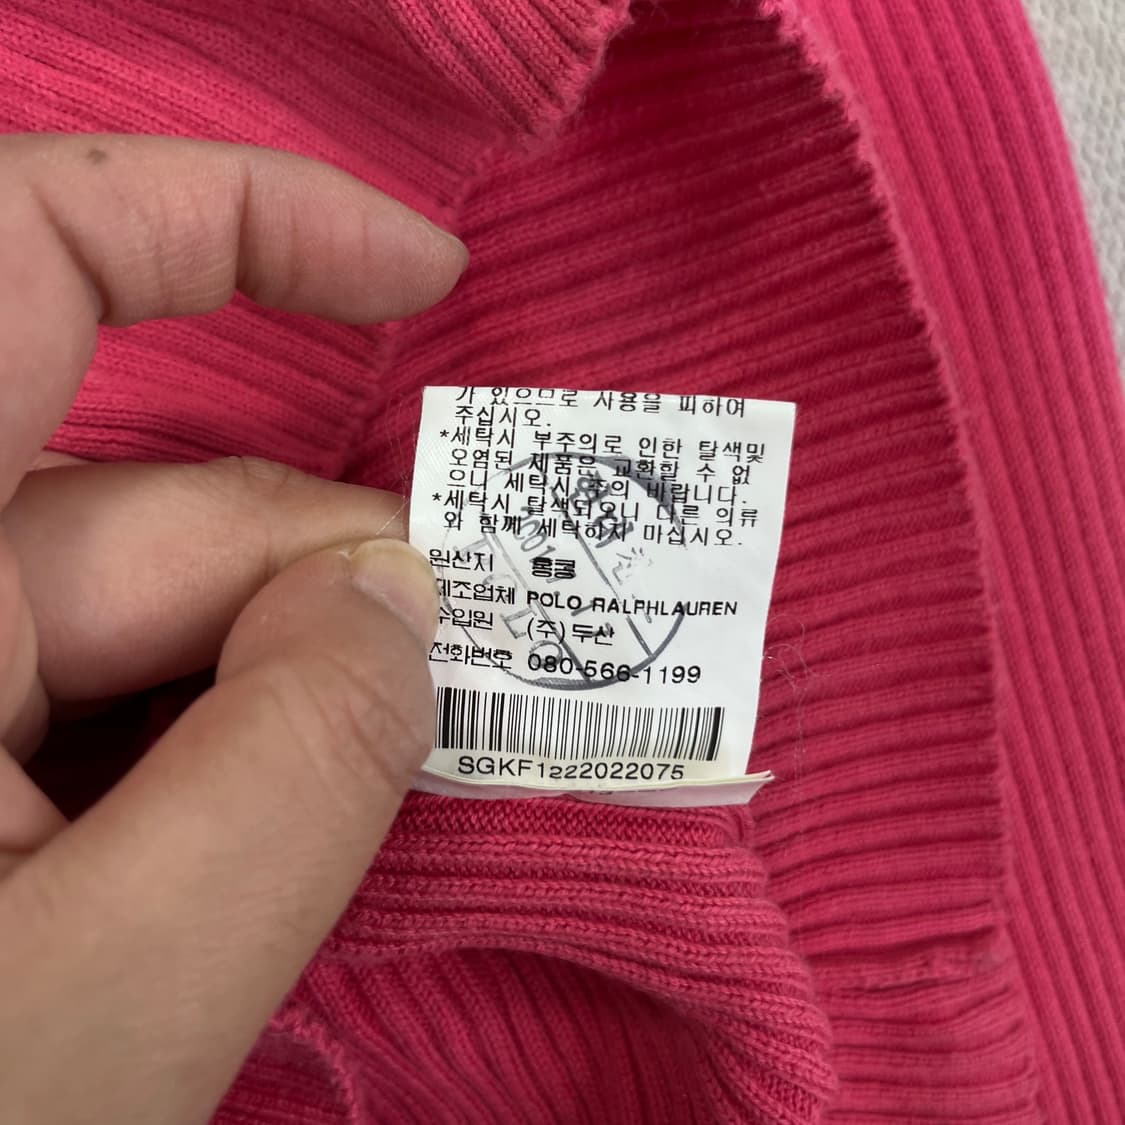 가 있으므로 사용을 피하여
주십시오.
*세탁시 부주의로 인한 탈색및
오염된 제품은 교환할 수 없
으니 세탁시 주의 바랍니다.
*세탁시 탈색되오니 다른 의류
와 함께 세탁하지 마십시오.
원산지 홍콩
제조업체 POLO RALPHLAUREN
수입원 (주)두산
전화번호 080-566-1199
SGKF1222022075